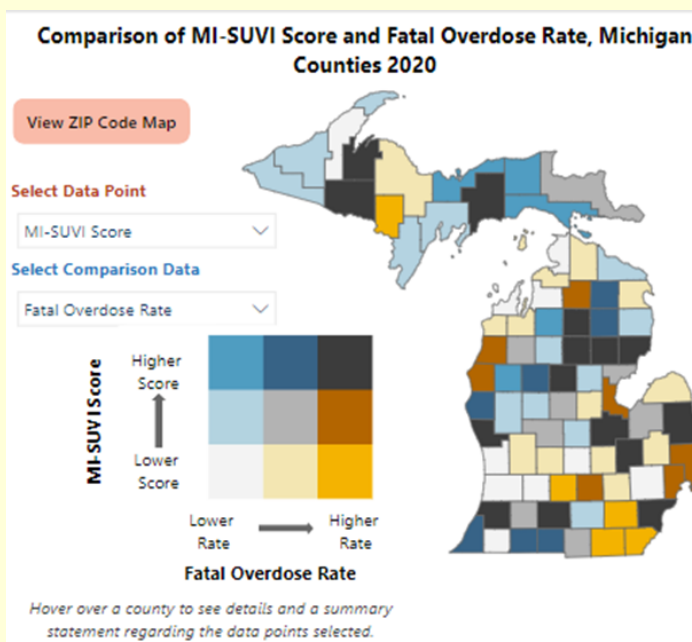 Comparison of MI-SUVI Score and Fatal Overdose Rate, Michigan
Counties 2020
View ZIP Code Map
Select Data Point
MI-SUVI Score
Select Comparison Data
Fatal Overdose Rate
MI-SUVI Score
Higher
Score
Lower
Score
Lower
Rate
Higher
Rate
Fatal Overdose Rate
Hover over a county to see details and a summary
statement regarding the data points selected.